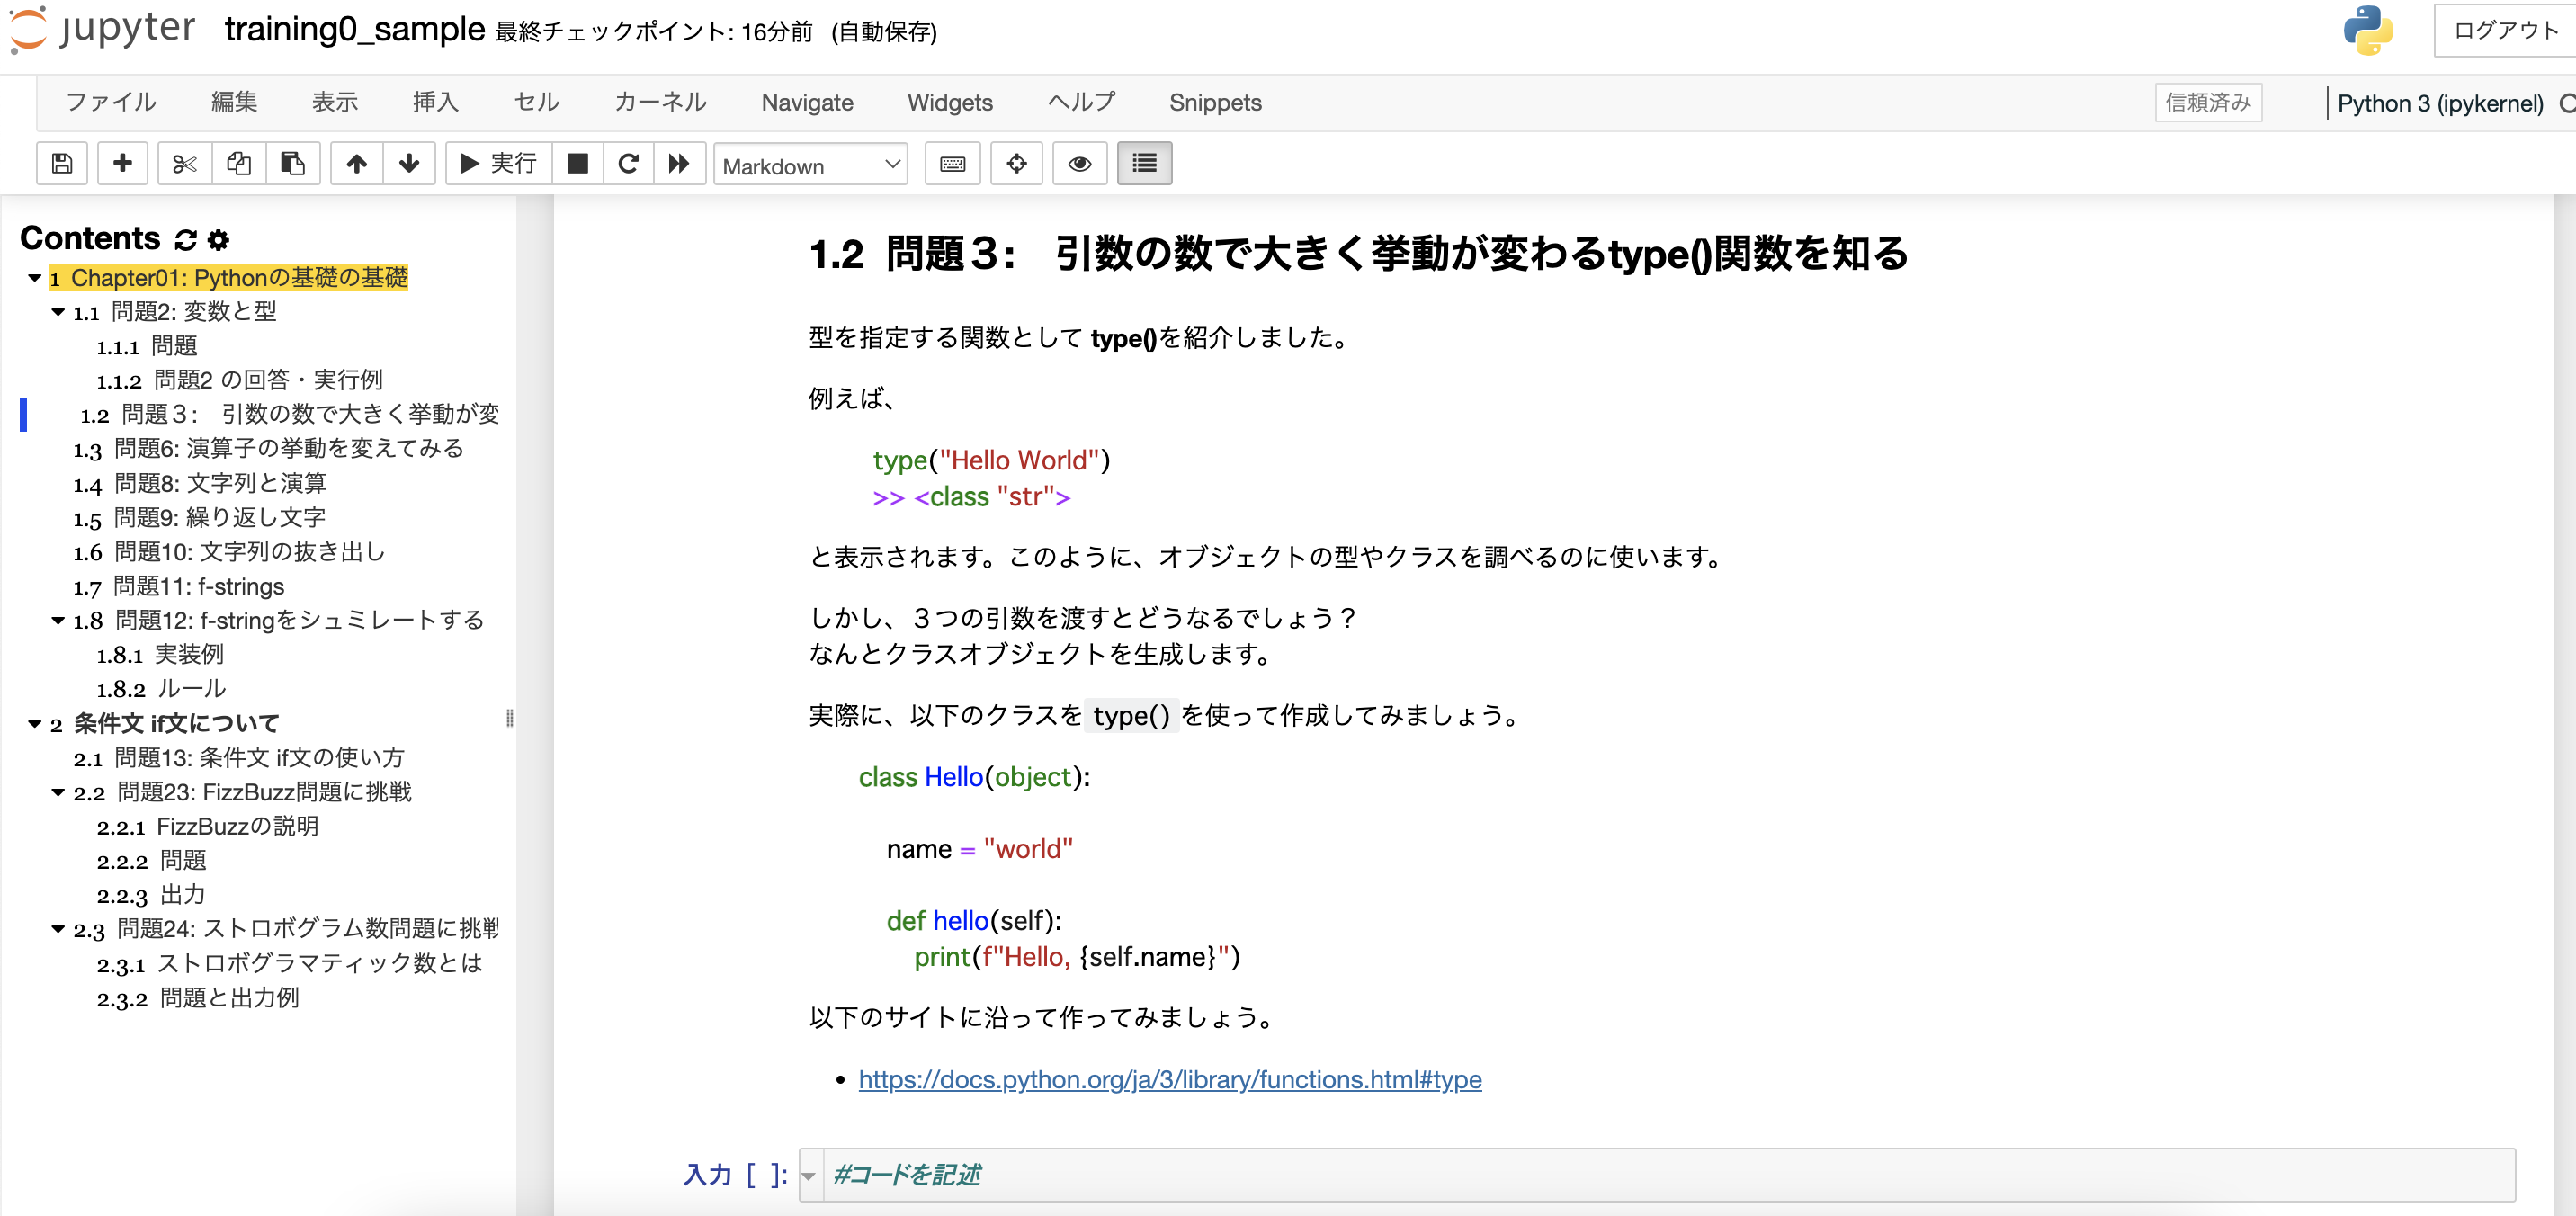 jupyter training0_sample 最終チェックポイント: 16分前 (自動保存) ログアウト
ファイル 編集 表示 挿入 セル カーネル Navigate Widgets ヘルプ Snippets 信頼済み Python 3 (ipykernel)
実行 Markdown
Contents
1 Chapter01: Pythonの基礎の基礎
1.1 問題2: 変数と型
1.1.1 問題
1.1.2 問題2 の回答・実行例
1.2 問題３: 引数の数で大きく挙動が変
1.3 問題6: 演算子の挙動を変えてみる
1.4 問題8: 文字列と演算
1.5 問題9: 繰り返し文字
1.6 問題10: 文字列の抜き出し
1.7 問題11: f-strings
1.8 問題12: f-stringをシュミレートする
1.8.1 実装例
1.8.2 ルール
2 条件文 if文について
2.1 問題13: 条件文 if文の使い方
2.2 問題23: FizzBuzz問題に挑戦
2.2.1 FizzBuzzの説明
2.2.2 問題
2.2.3 出力
2.3 問題24: ストロボグラム数問題に挑戦
2.3.1 ストロボグラマティック数とは
2.3.2 問題と出力例
1.2 問題３: 引数の数で大きく挙動が変わるtype()関数を知る
型を指定する関数として type()を紹介しました。
例えば、
type("Hello World")
>> <class "str">
と表示されます。このように、オブジェクトの型やクラスを調べるのに使います。
しかし、３つの引数を渡すとどうなるでしょう？
なんとクラスオブジェクトを生成します。
実際に、以下のクラスを type() を使って作成してみましょう。
class Hello(object):
name = "world"
def hello(self):
print(f"Hello, {self.name}")
以下のサイトに沿って作ってみましょう。
• https://docs.python.org/ja/3/library/functions.html#type
入力 [ ]: #コードを記述